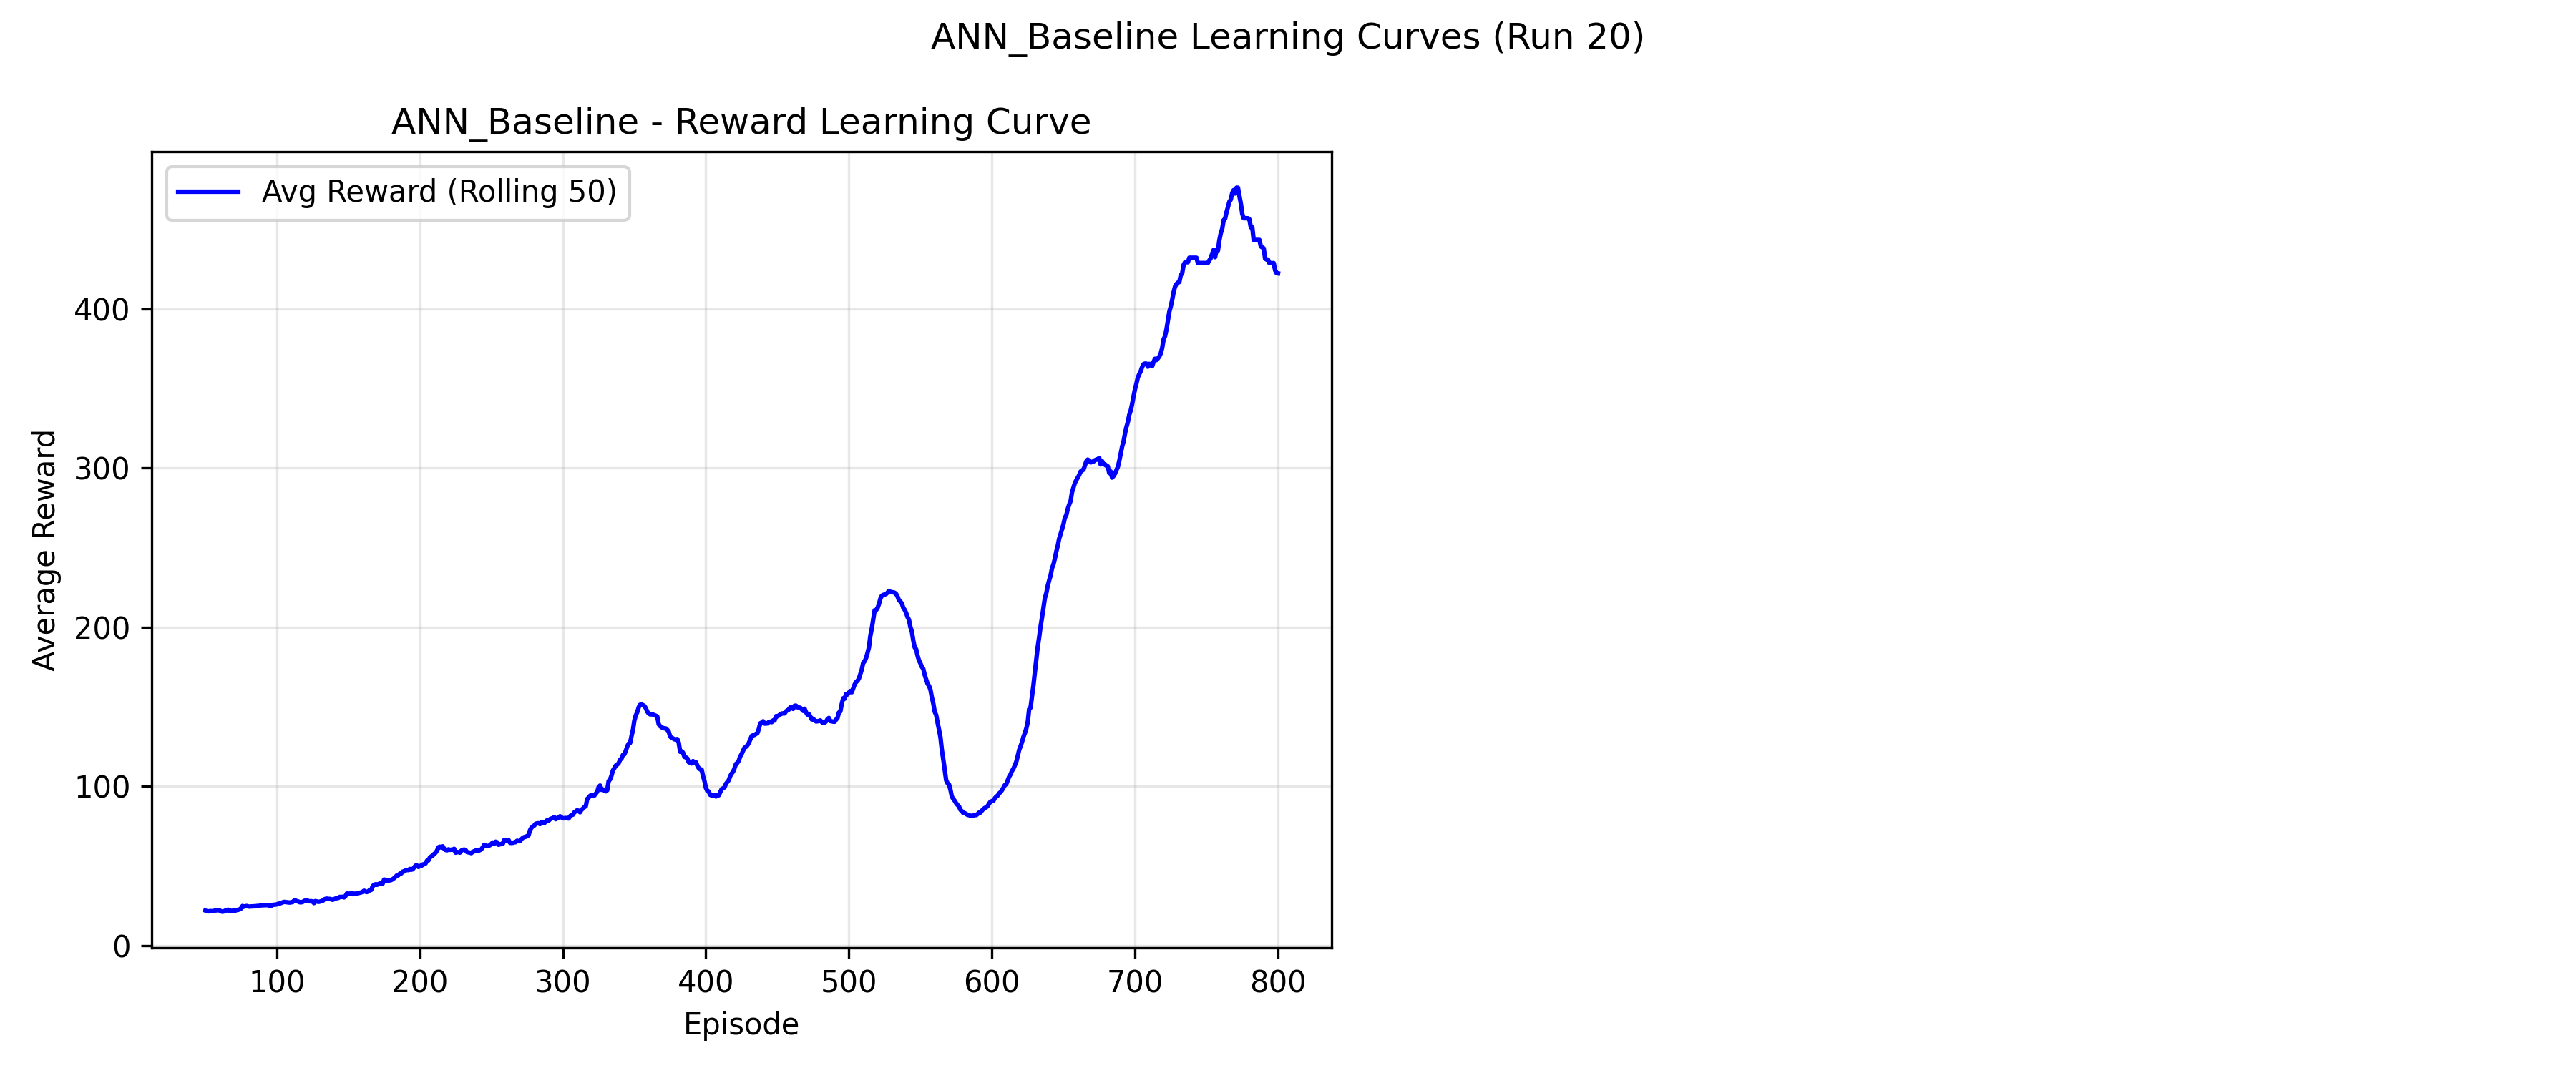 ANN_Baseline Learning Curves (Run 20)
ANN_Baseline - Reward Learning Curve
Avg Reward (Rolling 50)
Average Reward
400
300
200
100
0
100 200 300 400 500 600 700 800
Episode